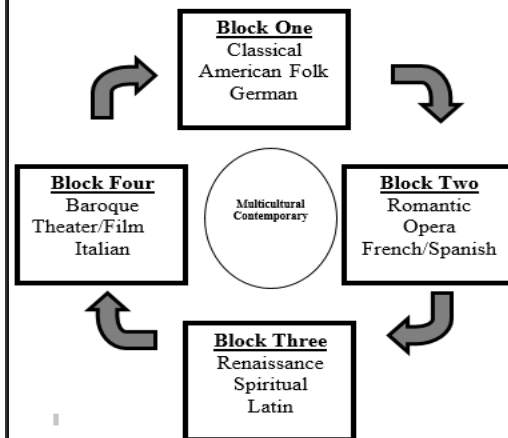 Block One
Classical
American Folk
German
Block Four
Baroque
Theater/Film
Italian
Multicultural
Contemporary
Block Two
Romantic
Opera
French/Spanish
Block Three
Renaissance
Spiritual
Latin